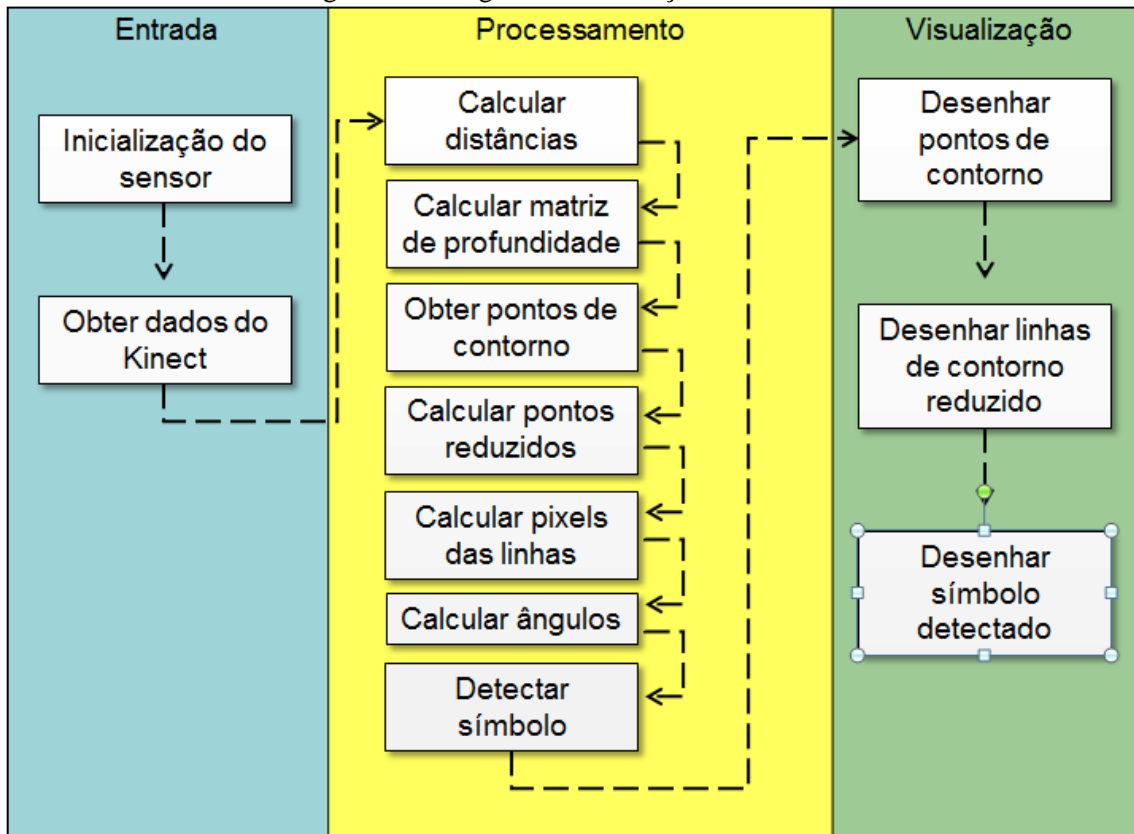 Entrada
Inicialização do
sensor
Obter dados do
Kinect
Processamento
Calcular
distâncias
Calcular matriz
de profundidade
Obter pontos de
contorno
Calcular pontos
reduzidos
Calcular pixels
das linhas
Calcular ângulos
Detectar
símbolo
Visualização
Desenhar
pontos de
contorno
Desenhar linhas
de contorno
reduzido
Desenhar
símbolo
detectado